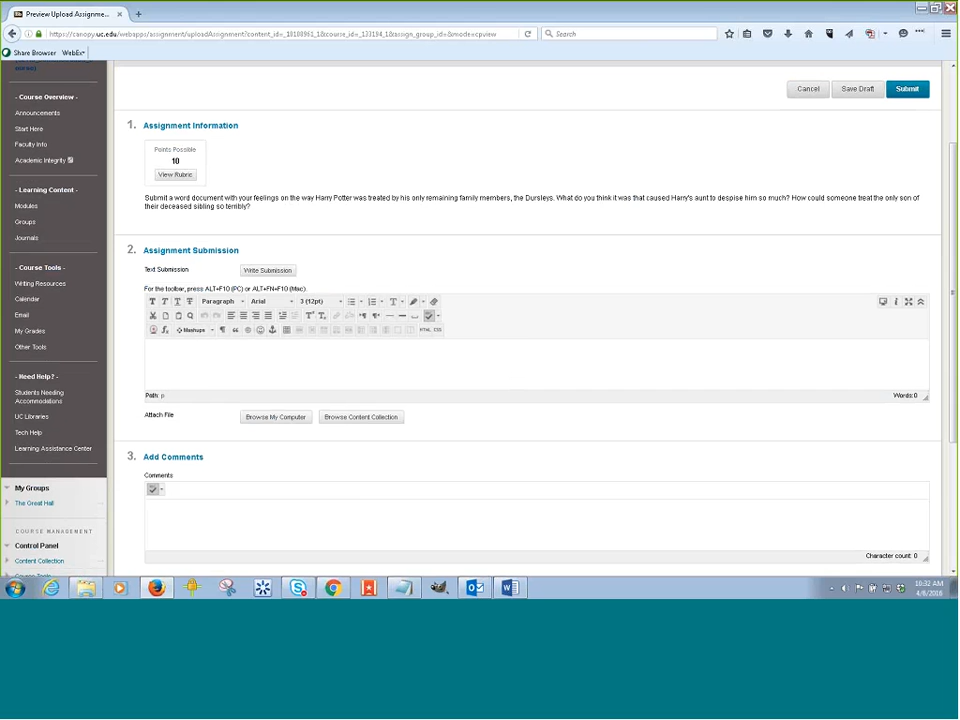 Preview Upload Assignme...
https://canopy.uc.edu/webapps/assignment/uploadAssignment?content_id=_18180961_1&course_id=_133194_1&assign_group_id=&mode=cpview
Search
Share Browser WebEx
- Course Overview -
Announcements
Start Here
Faculty Info
Academic Integrity
- Learning Content -
Modules
Groups
Journals
- Course Tools -
Writing Resources
Calendar
Email
My Grades
Other Tools
- Need Help? -
Students Needing
Accommodations
UC Libraries
Tech Help
Learning Assistance Center
My Groups
The Great Hall
COURSE MANAGEMENT
Control Panel
Content Collection
Cancel Save Draft Submit
1. Assignment Information
Points Possible
10
View Rubric
Submit a word document with your feelings on the way Harry Potter was treated by his only remaining family members, the Dursleys. What do you think it was that caused Harry's aunt to despise him so much? How could someone treat the only son of
their deceased sibling so terribly?
2. Assignment Submission
Text Submission Write Submission
For the toolbar, press ALT+F10 (PC) or ALT+FN+F10 (Mac).
T T T T Paragraph Arial 3 (12pt)
Mashups HTML CSS
Path: p Words:0
Attach File Browse My Computer Browse Content Collection
3. Add Comments
Comments
Character count: 0
10:32 AM
4/8/2016